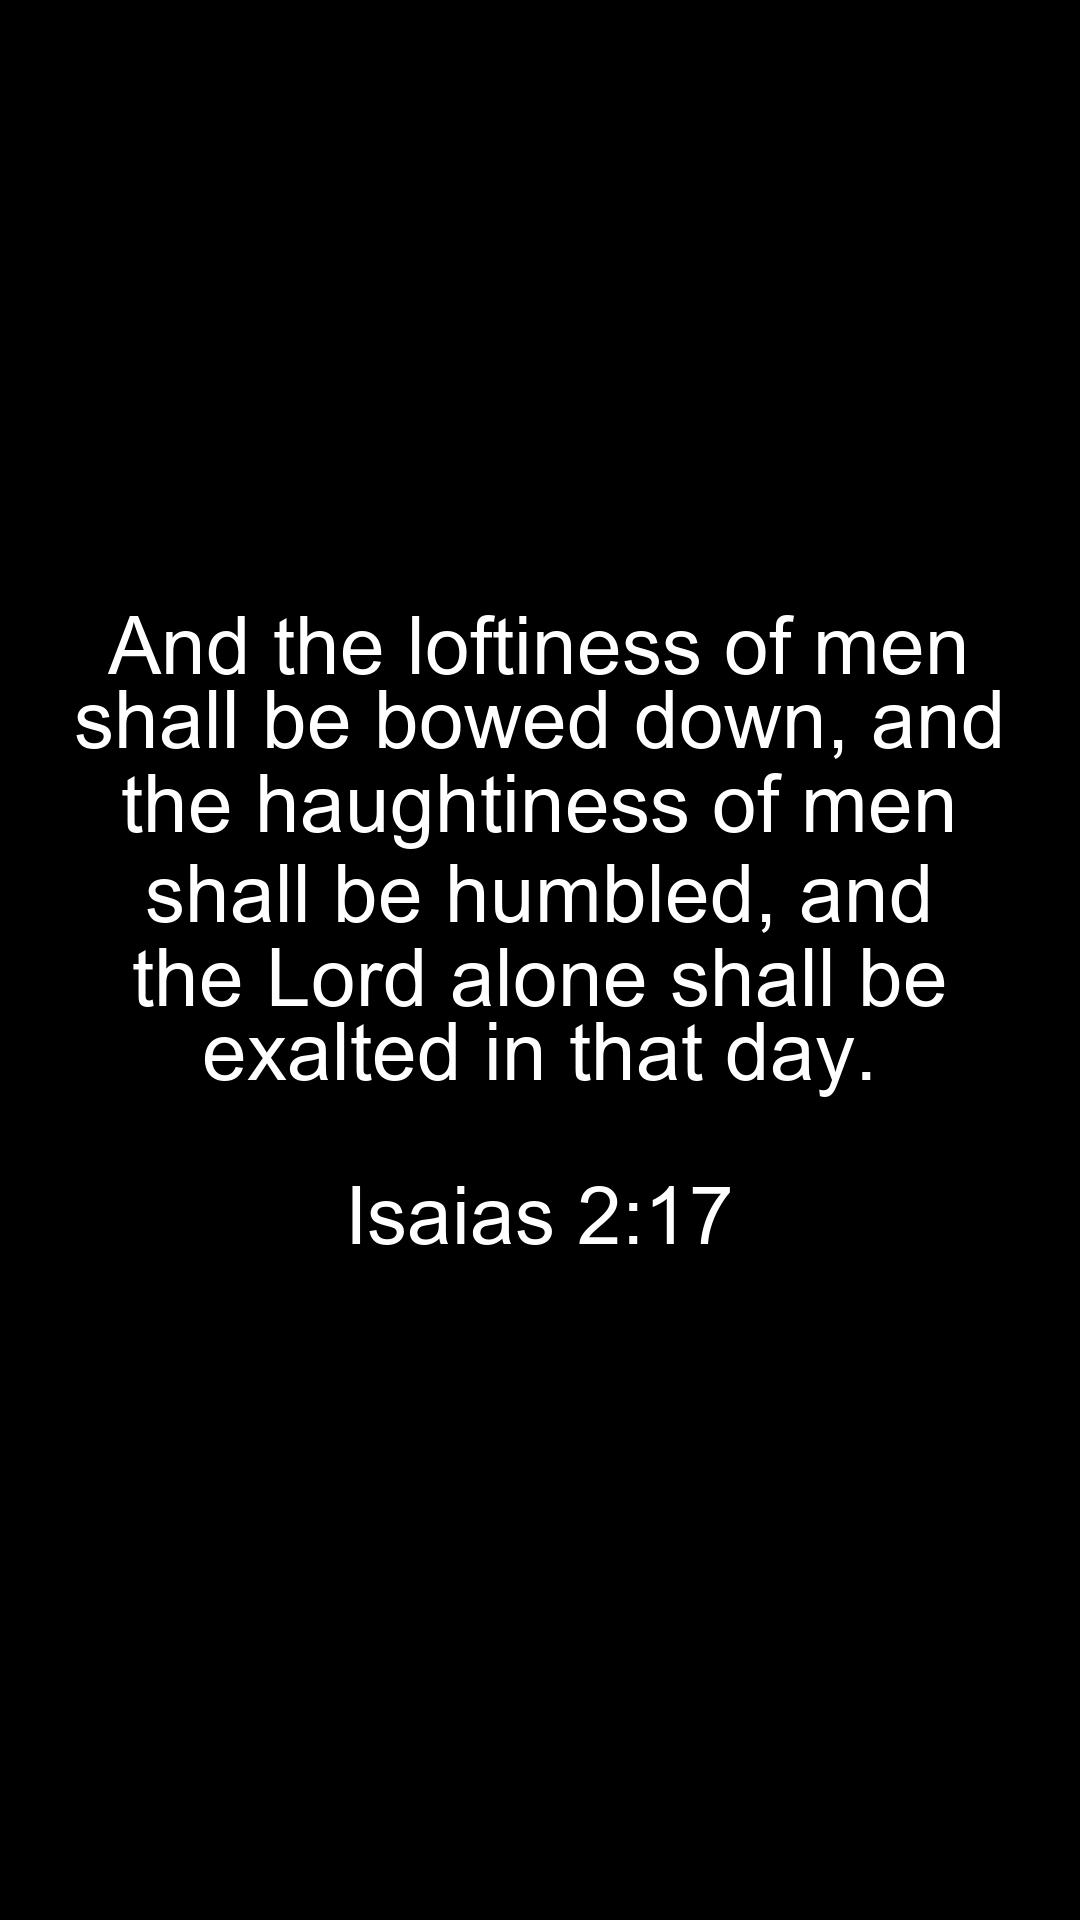 And the loftiness of men
shall be bowed down, and
the haughtiness of men
shall be humbled, and
the Lord alone shall be
exalted in that day.
Isaias 2:17